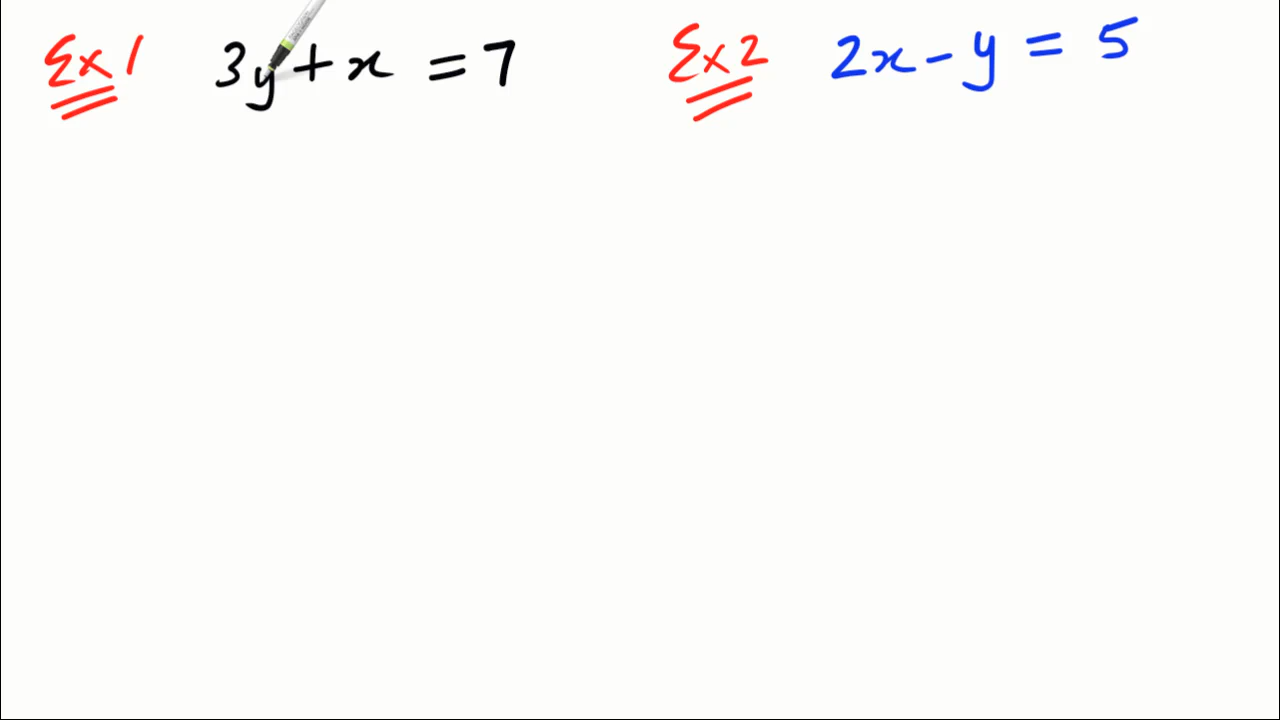 Ex 1 3y + x = 7 Ex 2 2x - y = 5